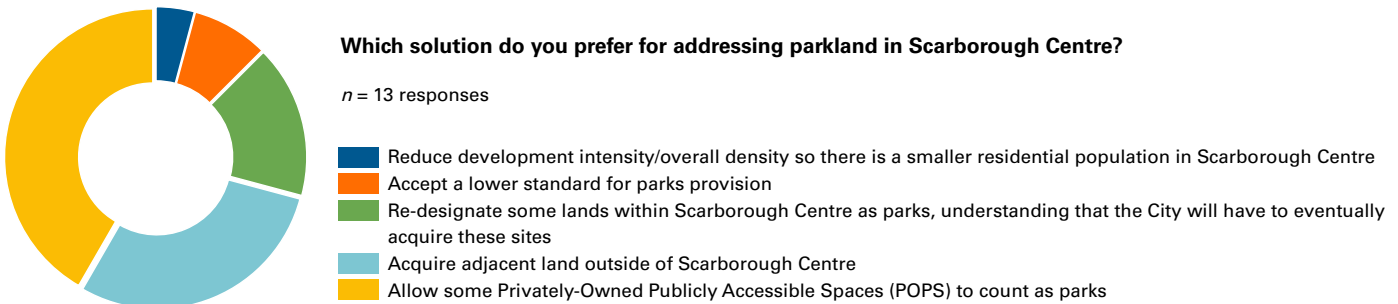 Which solution do you prefer for addressing parkland in Scarborough Centre?
n = 13 responses
Reduce development intensity/overall density so there is a smaller residential population in Scarborough Centre
Accept a lower standard for parks provision
Re-designate some lands within Scarborough Centre as parks, understanding that the City will have to eventually
acquire these sites
Acquire adjacent land outside of Scarborough Centre
Allow some Privately-Owned Publicly Accessible Spaces (POPS) to count as parks